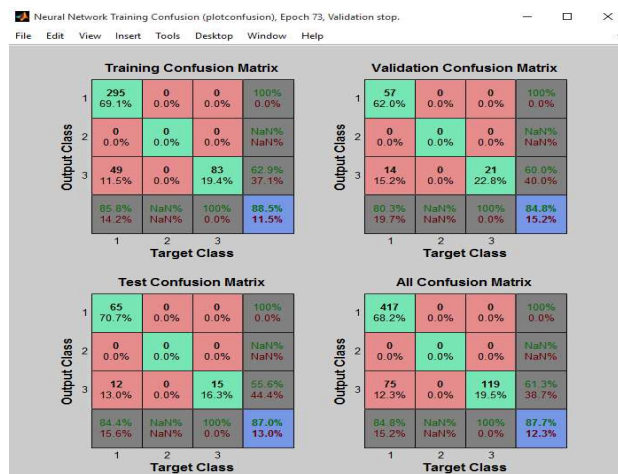 Neural Network Training Confusion (plotconfusion), Epoch 73, Validation stop.
File Edit View Insert Tools Desktop Window Help
Training Confusion Matrix
Output Class
1 295 0 0 100%
69.1% 0.0% 0.0% 0.0%
2 0 0 0 NaN%
0.0% 0.0% 0.0% NaN%
3 49 0 83 62.9%
11.5% 0.0% 19.4% 37.1%
85.8% NaN% 100% 88.5%
14.2% NaN% 0.0% 11.5%
1 2 3
Target Class
Validation Confusion Matrix
Output Class
1 57 0 0 100%
62.0% 0.0% 0.0% 0.0%
2 0 0 0 NaN%
0.0% 0.0% 0.0% NaN%
3 14 0 21 60.0%
15.2% 0.0% 22.8% 40.0%
80.3% NaN% 100% 84.8%
19.7% NaN% 0.0% 15.2%
1 2 3
Target Class
Test Confusion Matrix
Output Class
1 65 0 0 100%
70.7% 0.0% 0.0% 0.0%
2 0 0 0 NaN%
0.0% 0.0% 0.0% NaN%
3 12 0 15 55.6%
13.0% 0.0% 16.3% 44.4%
84.4% NaN% 100% 87.0%
15.6% NaN% 0.0% 13.0%
1 2 3
Target Class
All Confusion Matrix
Output Class
1 417 0 0 100%
68.2% 0.0% 0.0% 0.0%
2 0 0 0 NaN%
0.0% 0.0% 0.0% NaN%
3 75 0 119 61.3%
12.3% 0.0% 19.5% 38.7%
84.8% NaN% 100% 87.7%
15.2% NaN% 0.0% 12.3%
1 2 3
Target Class